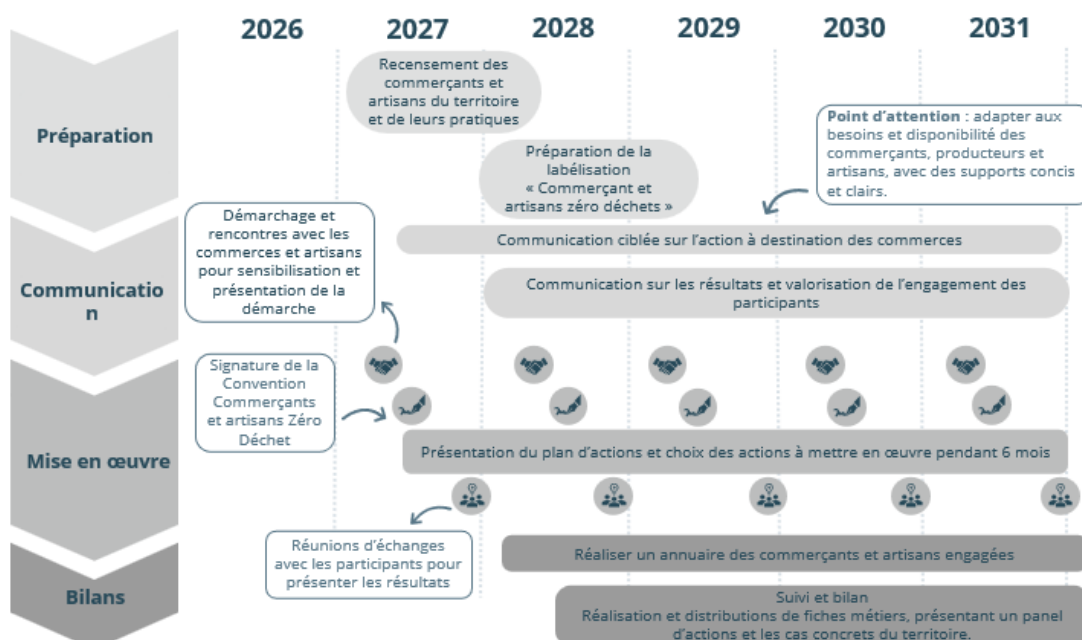 2026
2027
2028
2029
2030
2031
Préparation
Recensement des
commerçants et
artisans du territoire
et de leurs pratiques
Préparation de la
labélisation
« Commerçant et
artisans zéro déchets »
Point d'attention : adapter aux
besoins et disponibilité des
commerçants, producteurs et
artisans, avec des supports concis
et clairs.
Communicatio
n
Démarchage et
rencontres avec les
commerces et artisans
pour sensibilisation et
présentation de la
démarche
Communication ciblée sur l'action à destination des commerces
Communication sur les résultats et valorisation de l'engagement des
participants
Mise en œuvre
Signature de la
Convention
Commerçants
et artisans Zéro
Déchet
Présentation du plan d'actions et choix des actions à mettre en œuvre pendant 6 mois
Réunions d'échanges
avec les participants pour
présenter les résultats
Bilans
Réaliser un annuaire des commerçants et artisans engagées
Suivi et bilan
Réalisation et distributions de fiches métiers, présentant un panel
d'actions et les cas concrets du territoire.